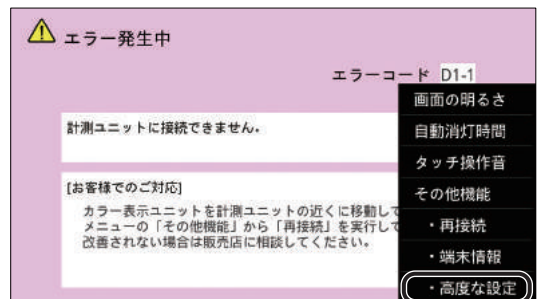 エラー発生中
エラーコード D1-1
計測ユニットに接続できません。
[お客様でのご対応]
カラー表示ユニットを計測ユニットの近くに移動して
メニューの「その他機能」から「再接続」を実行して
改善されない場合は販売店に相談してください。
画面の明るさ
自動消灯時間
タッチ操作音
その他機能
・再接続
・端末情報
・高度な設定